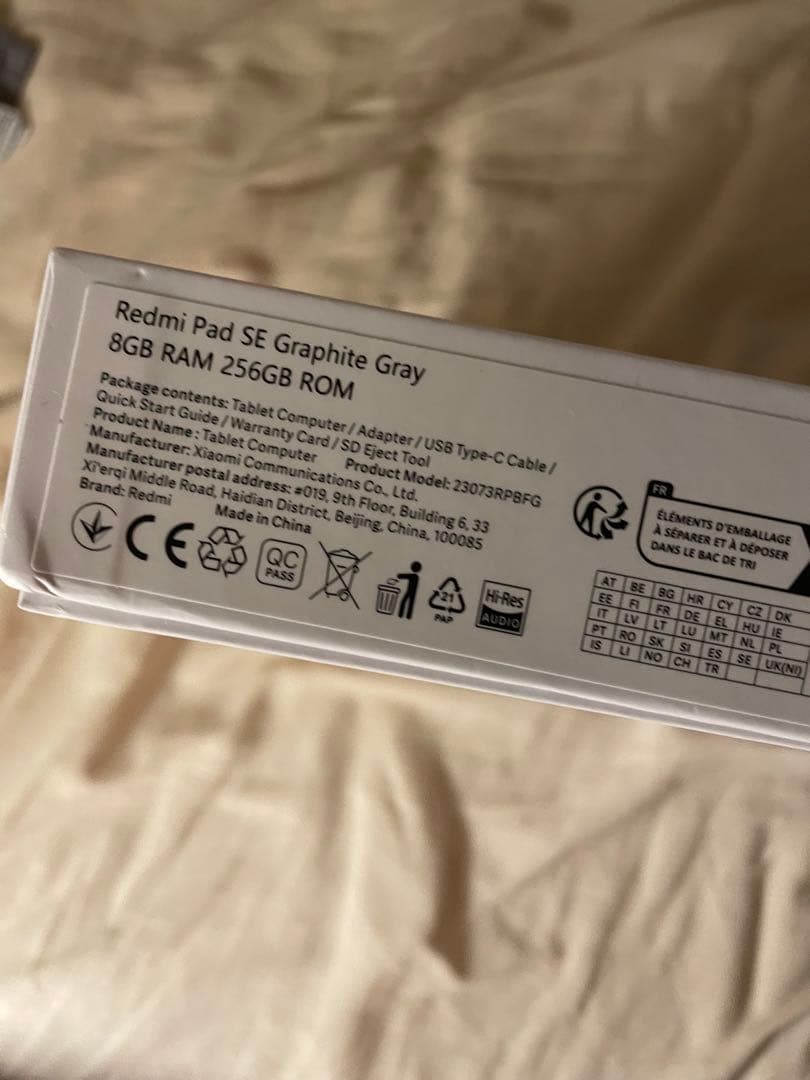 Redmi Pad SE Graphite Gray
8GB RAM 256GB ROM
Package contents: Tablet Computer / Adapter / USB Type-C Cable /
Quick Start Guide / Warranty Card / SD Eject Tool
Product Name : Tablet Computer Product Model: 23073RPBFG
Manufacturer: Xiaomi Communications Co., Ltd.
Manufacturer postal address: #019, 9th Floor, Building 6, 33
Xi'erqi Middle Road, Haidian District, Beijing, China, 100085
Brand: Redmi Made in China
CE
QC
PASS
21
PAP
Hi-Res
AUDIO
FR
ÉLÉMENTS D'EMBALLAGE
À SÉPARER ET À DÉPOSER
DANS LE BAC DE TRI
AT BE BG HR CY CZ DK
EE FI FR DE EL HU IE
IT LV LT LU MT NL PL
PT RO SK SI ES SE UK(NI)
IS LI NO CH TR